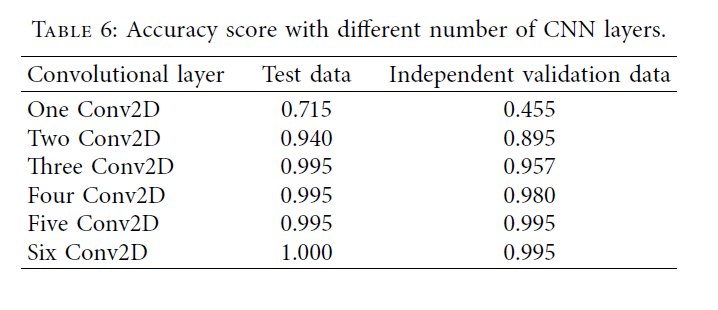 TABLE 6: Accuracy score with different number of CNN layers.
Convolutional layer Test data Independent validation data
One Conv2D 0.715 0.455
Two Conv2D 0.940 0.895
Three Conv2D 0.995 0.957
Four Conv2D 0.995 0.980
Five Conv2D 0.995 0.995
Six Conv2D 1.000 0.995